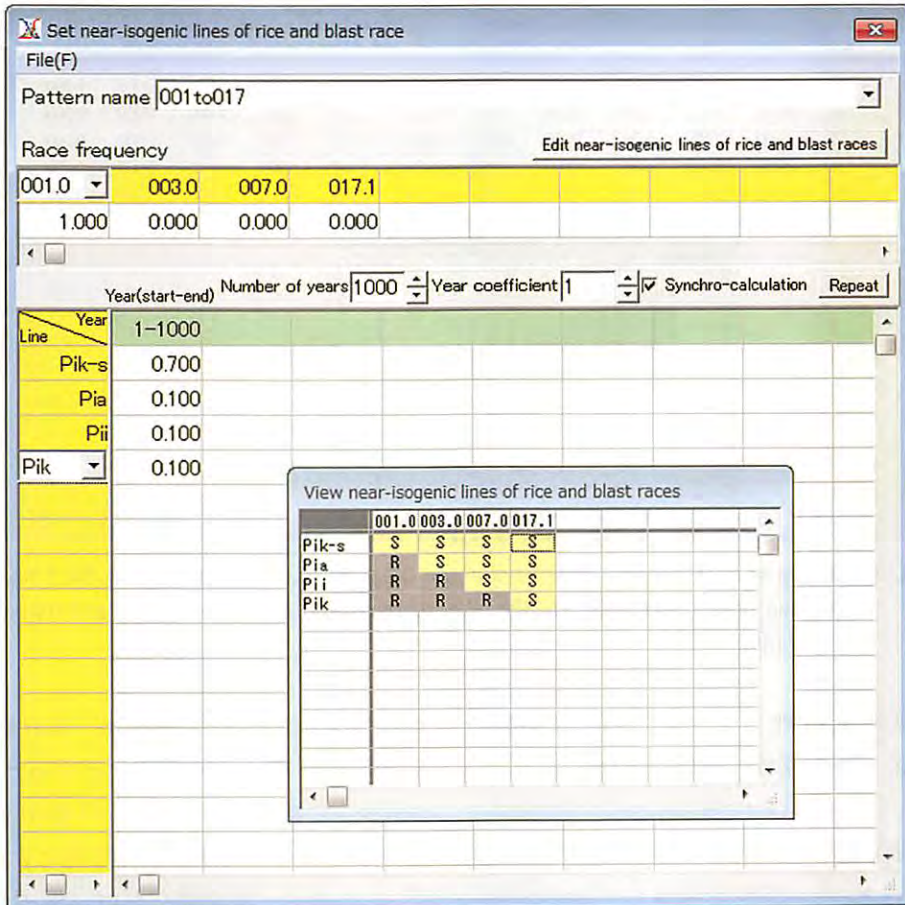 Set near-isogenic lines of rice and blast race
File(F)
Pattern name 001to017
Race frequency Edit near-isogenic lines of rice and blast races
001.0 003.0 007.0 017.1
1.000 0.000 0.000 0.000
Year(start-end) Number of years 1000 Year coefficient 1 Synchro-calculation Repeat
Line Year 1-1000
Pik-s 0.700
Pia 0.100
Pii 0.100
Pik 0.100
View near-isogenic lines of rice and blast races
001.0 003.0 007.0 017.1
Pik-s S S S S
Pia R S S S
Pii R R S S
Pik R R R S